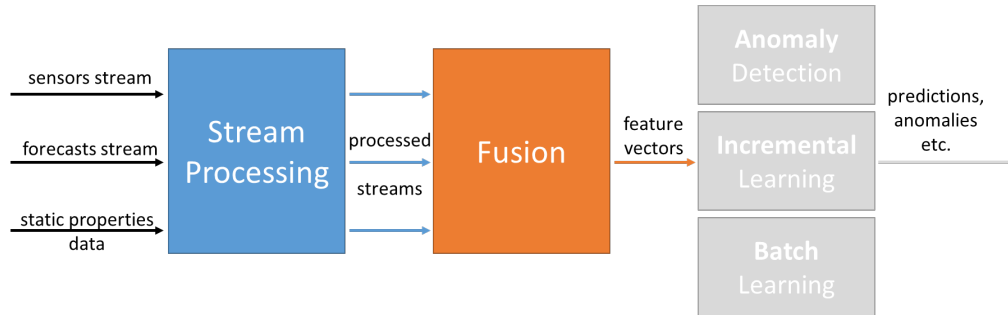 sensors stream
forecasts stream
static properties
data
Stream
Processing
processed
streams
Fusion
feature
vectors
Anomaly
Detection
Incremental
Learning
Batch
Learning
predictions,
anomalies
etc.